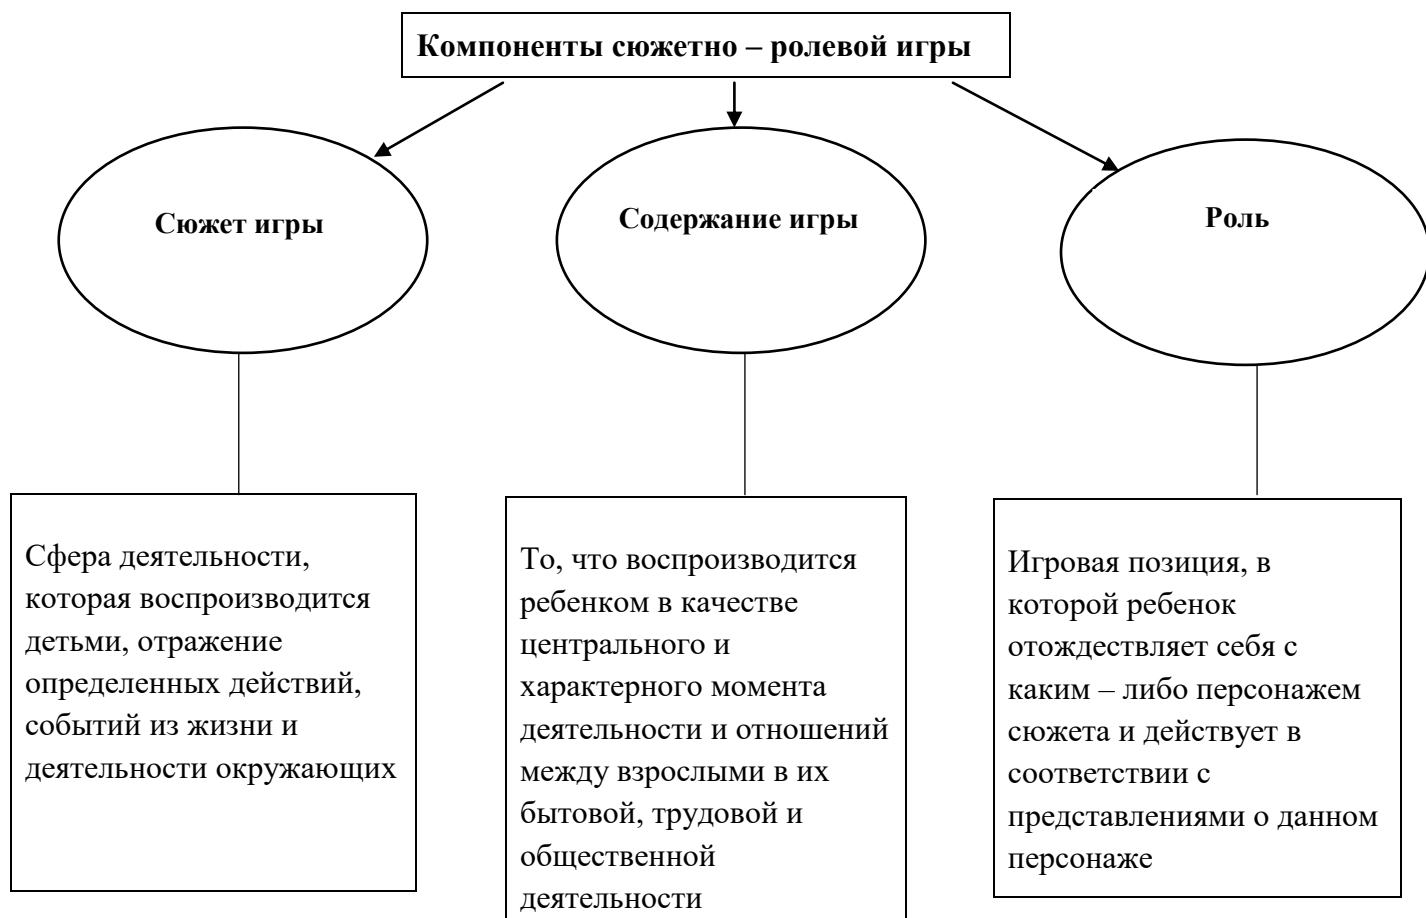 Компоненты сюжетно – ролевой игры
Сюжет игры
Содержание игры
Роль
Сфера деятельности,
которая воспроизводится
детьми, отражение
определенных действий,
событий из жизни и
деятельности окружающих
То, что воспроизводится
ребенком в качестве
центрального и
характерного момента
деятельности и отношений
между взрослыми в их
бытовой, трудовой и
общественной
деятельности
Игровая позиция, в
которой ребенок
отождествляет себя с
каким – либо персонажем
сюжета и действует в
соответствии с
представлениями о данном
персонаже